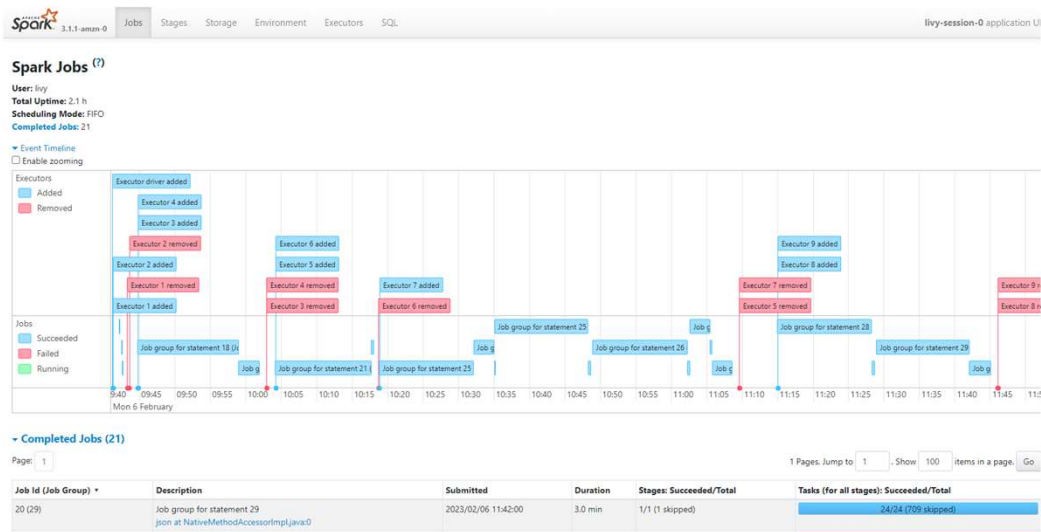 APACHE
Spark 3.1.1-amzn-0 Jobs Stages Storage Environment Executors SQL livy-session-0 application UI
Spark Jobs (?)
User: livy
Total Uptime: 2.1 h
Scheduling Mode: FIFO
Completed Jobs: 21
Event Timeline
Enable zooming
Executors
Added
Removed
Executor driver added
Executor 4 added
Executor 3 added
Executor 2 removed Executor 6 added Executor 9 added
Executor 2 added Executor 5 added Executor 8 added
Executor 1 removed Executor 4 removed Executor 7 added Executor 7 removed Executor 9 r
Executor 1 added Executor 3 removed Executor 6 removed Executor 5 removed Executor 8 r
Jobs
Succeeded
Failed
Running
Job group for statement 25 Job g Job group for statement 28
Job group for statement 18 (Jo Job g Job group for statement 26 Job group for statement 29
Job g Job group for statement 21 ( Job group for statement 25 Job g Job g
9:40 09:45 09:50 09:55 10:00 10:05 10:10 10:15 10:20 10:25 10:30 10:35 10:40 10:45 10:50 10:55 11:00 11:05 11:10 11:15 11:20 11:25 11:30 11:35 11:40 11:45 11:5
Mon 6 February
Completed Jobs (21)
Page: 1 1 Pages. Jump to 1 . Show 100 items in a page. Go
Job Id (Job Group) Description Submitted Duration Stages: Succeeded/Total Tasks (for all stages): Succeeded/Total
20 (29) Job group for statement 29 2023/02/06 11:42:00 3.0 min 1/1 (1 skipped) 24/24 (709 skipped)
json at NativeMethodAccessorImpl.java:0